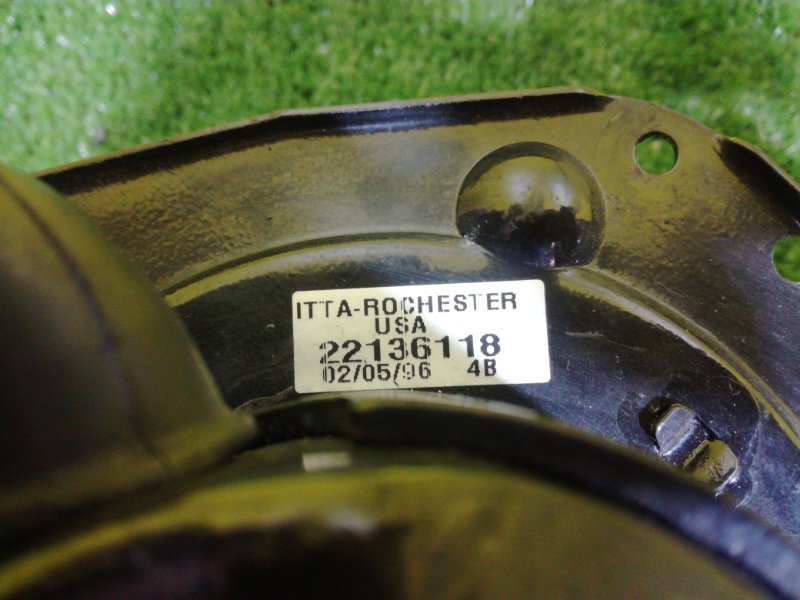 ITTA-ROCHESTER
USA
22136118
02/05/96 4B